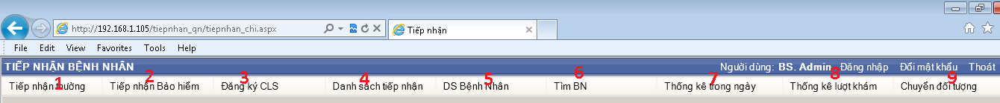 http://192.168.1.105/tiepnhan_qn/tiepnhan_chi.aspx Tiếp nhận
File Edit View Favorites Tools Help
TIẾP NHẬN BỆNH NHÂN Người dùng: BS. Admin Đăng nhập Đổi mật khẩu Thoát
1 2 3 4 5 6 7 8 9
Tiếp nhận thường Tiếp nhận Bảo hiểm Đăng ký CLS Danh sách tiếp nhận DS Bệnh Nhân Tìm BN Thống kê trong ngày Thống kê lượt khám Chuyển đối tượng